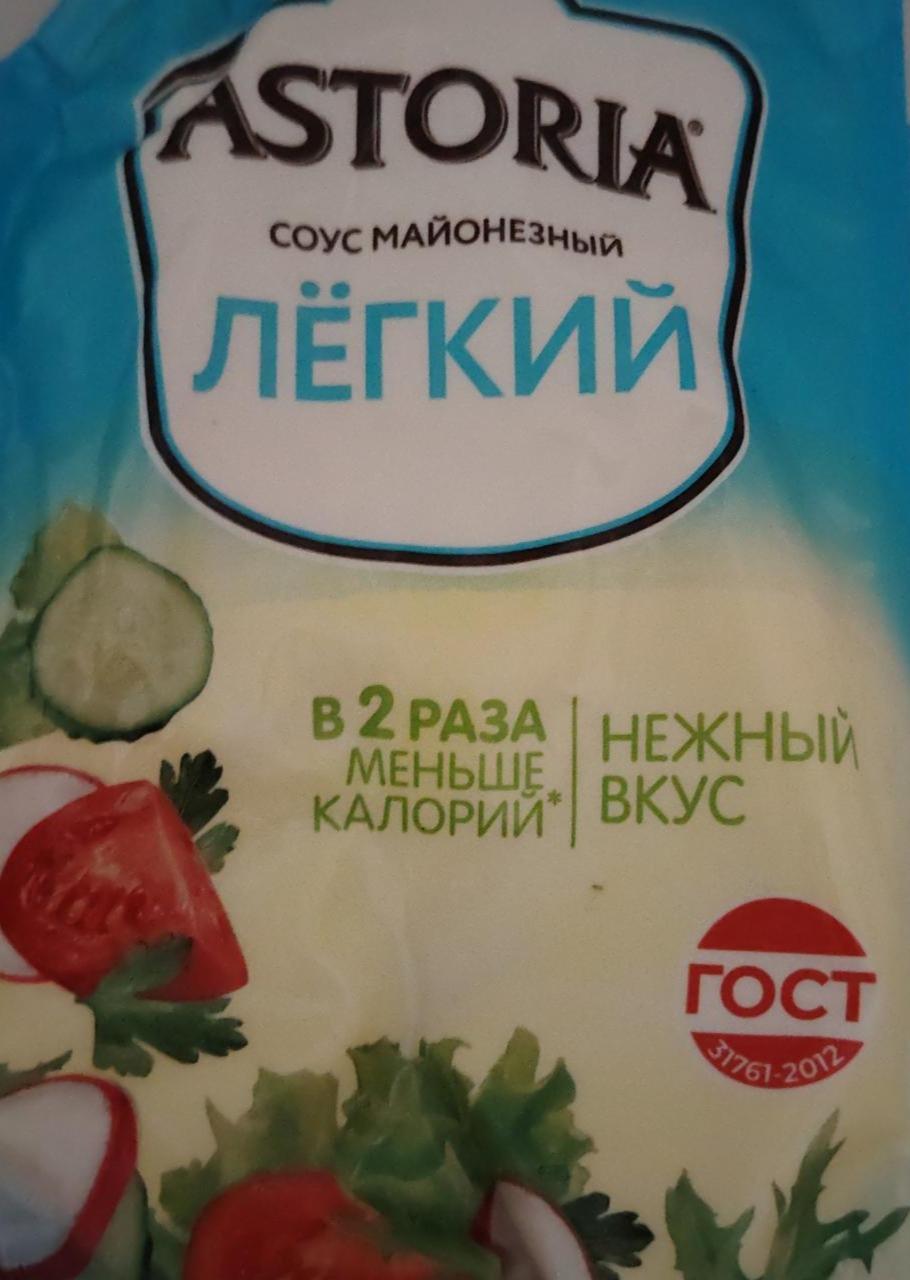 ASTORIA®
СОУС МАЙОНЕЗНЫЙ
ЛЁГКИЙ
В 2 РАЗА
МЕНЬШЕ
КАЛОРИЙ*
НЕЖНЫЙ
ВКУС
ГОСТ
31761-2012